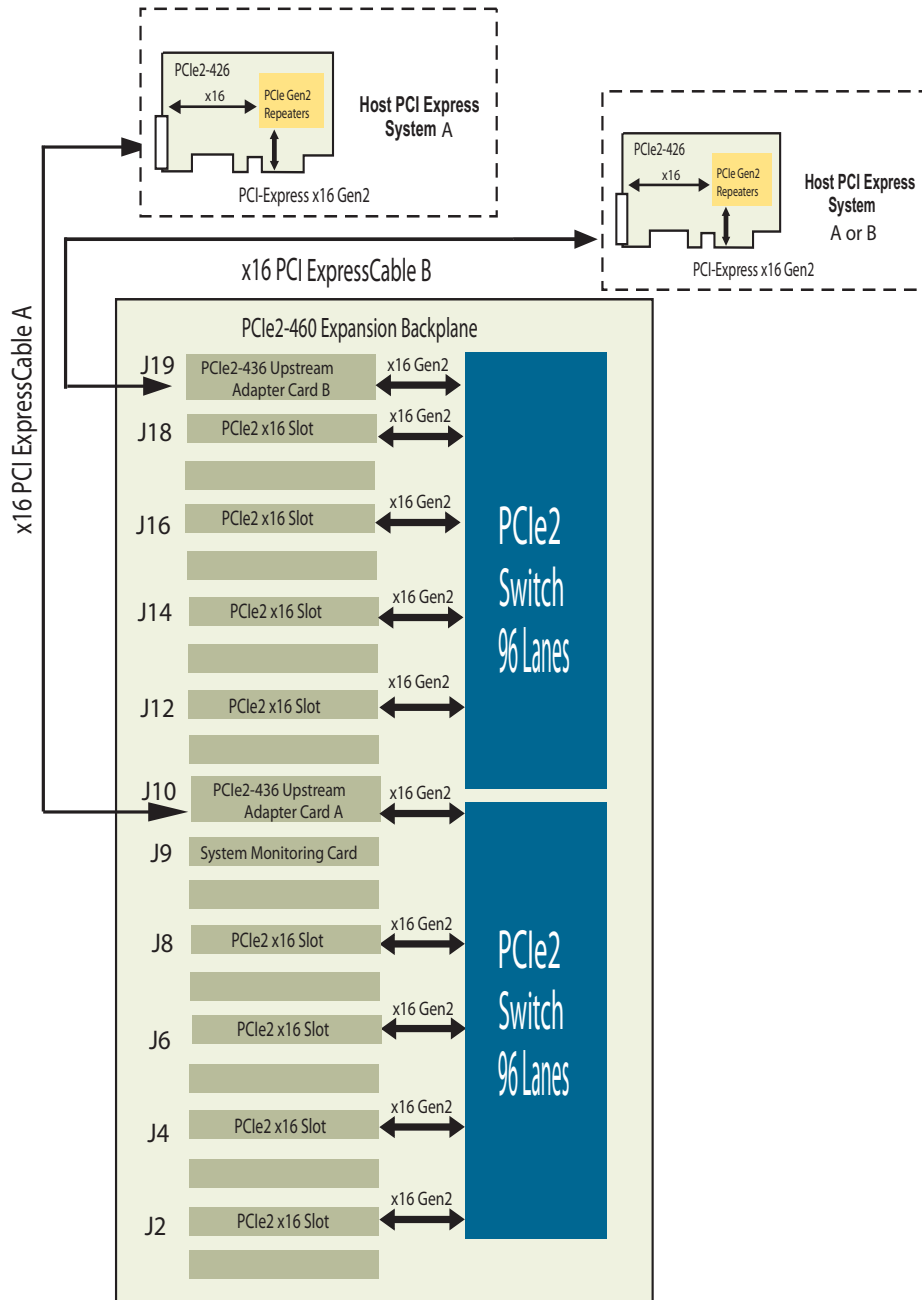 PCIe2-426
x16
PCIe Gen2
Repeaters
Host PCI Express
System A
PCI-Express x16 Gen2
PCIe2-426
x16
PCIe Gen2
Repeaters
Host PCI Express
System
A or B
PCI-Express x16 Gen2
x16 PCI ExpressCable A
x16 PCI ExpressCable B
PCIe2-460 Expansion Backplane
J19
PCIe2-436 Upstream
Adapter Card B
x16 Gen2
J18
PCIe2 x16 Slot
x16 Gen2
J16
PCIe2 x16 Slot
x16 Gen2
J14
PCIe2 x16 Slot
x16 Gen2
J12
PCIe2 x16 Slot
x16 Gen2
PCIe2
Switch
96 Lanes
J10
PCIe2-436 Upstream
Adapter Card A
x16 Gen2
J9
System Monitoring Card
J8
PCIe2 x16 Slot
x16 Gen2
J6
PCIe2 x16 Slot
x16 Gen2
J4
PCIe2 x16 Slot
x16 Gen2
J2
PCIe2 x16 Slot
x16 Gen2
PCIe2
Switch
96 Lanes